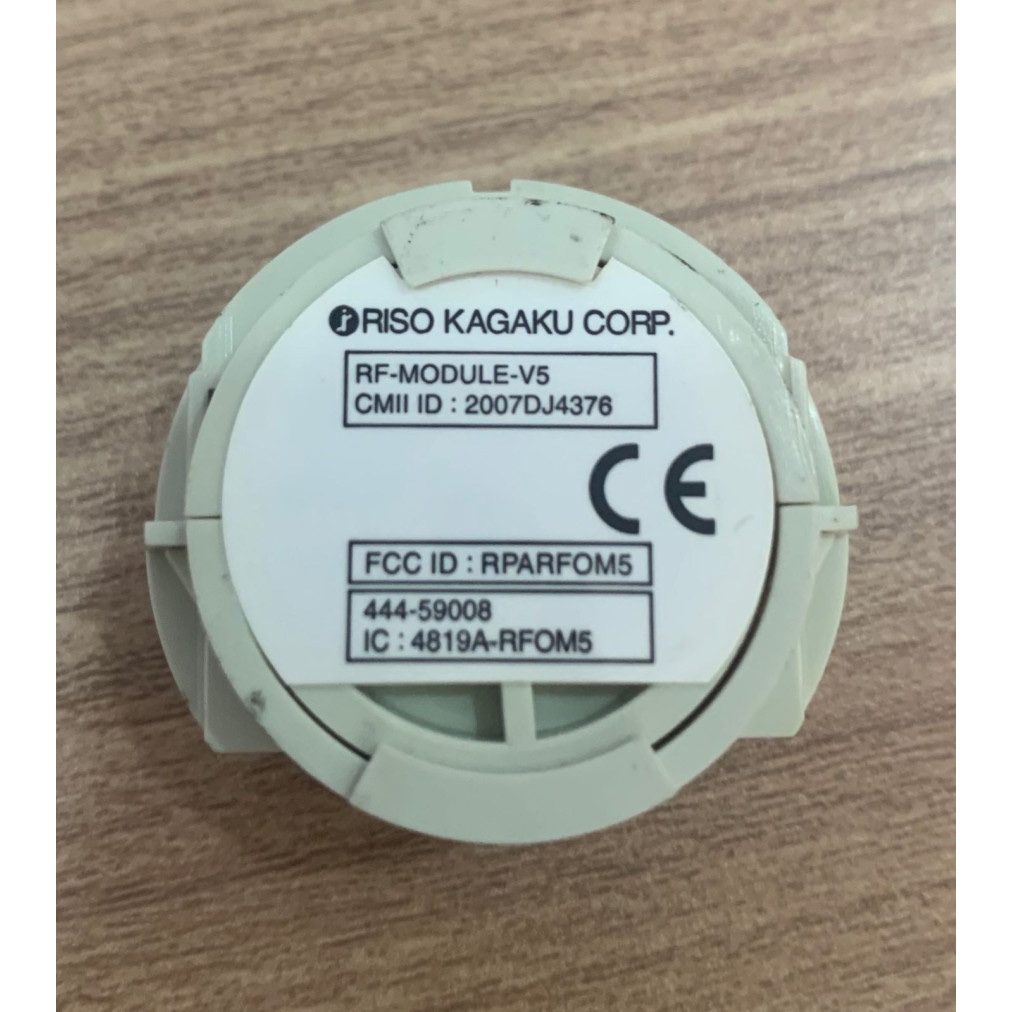 RISO KAGAKU CORP.
RF-MODULE-V5
CMII ID : 2007DJ4376
CE
FCC ID : RPARFOM5
444-59008
IC : 4819A-RFOM5